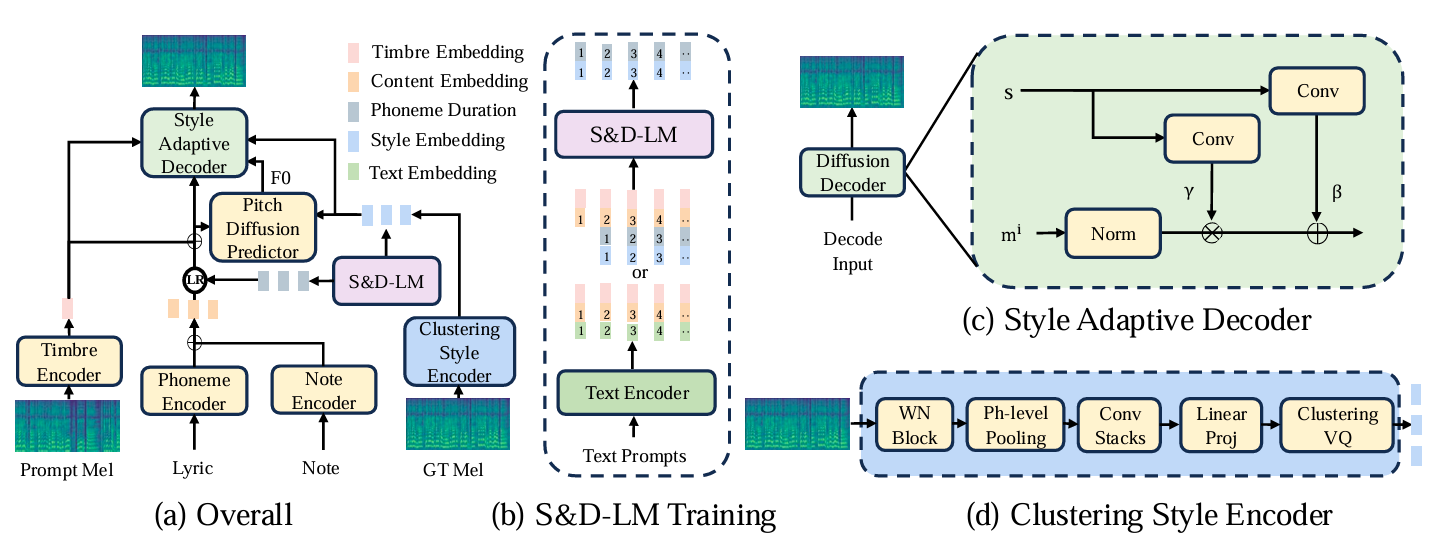 Timbre Embedding
Content Embedding
Phoneme Duration
Style Embedding
Text Embedding
Style
Adaptive
Decoder
F0
Pitch
Diffusion
Predictor
LR
S&D-LM
Timbre
Encoder
Phoneme
Encoder
Note
Encoder
Clustering
Style
Encoder
Prompt Mel
Lyric
Note
GT Mel
(a) Overall
1 2 3 4 ..
1 2 3 4 ..
S&D-LM
1 2 3 4 ..
1 2 3 ..
1 2 3 ..
or
1 2 3 4 ..
1 2 3 4 ..
Text Encoder
Text Prompts
(b) S&D-LM Training
Diffusion
Decoder
Decode
Input
s
Conv
Conv
γ
β
mⁱ
Norm
(c) Style Adaptive Decoder
WN
Block
Ph-level
Pooling
Conv
Stacks
Linear
Proj
Clustering
VQ
(d) Clustering Style Encoder